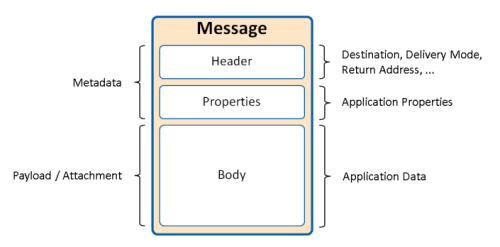 Message
Header
Destination, Delivery Mode,
Return Address, ...
Metadata
Properties
Application Properties
Payload / Attachment
Body
Application Data